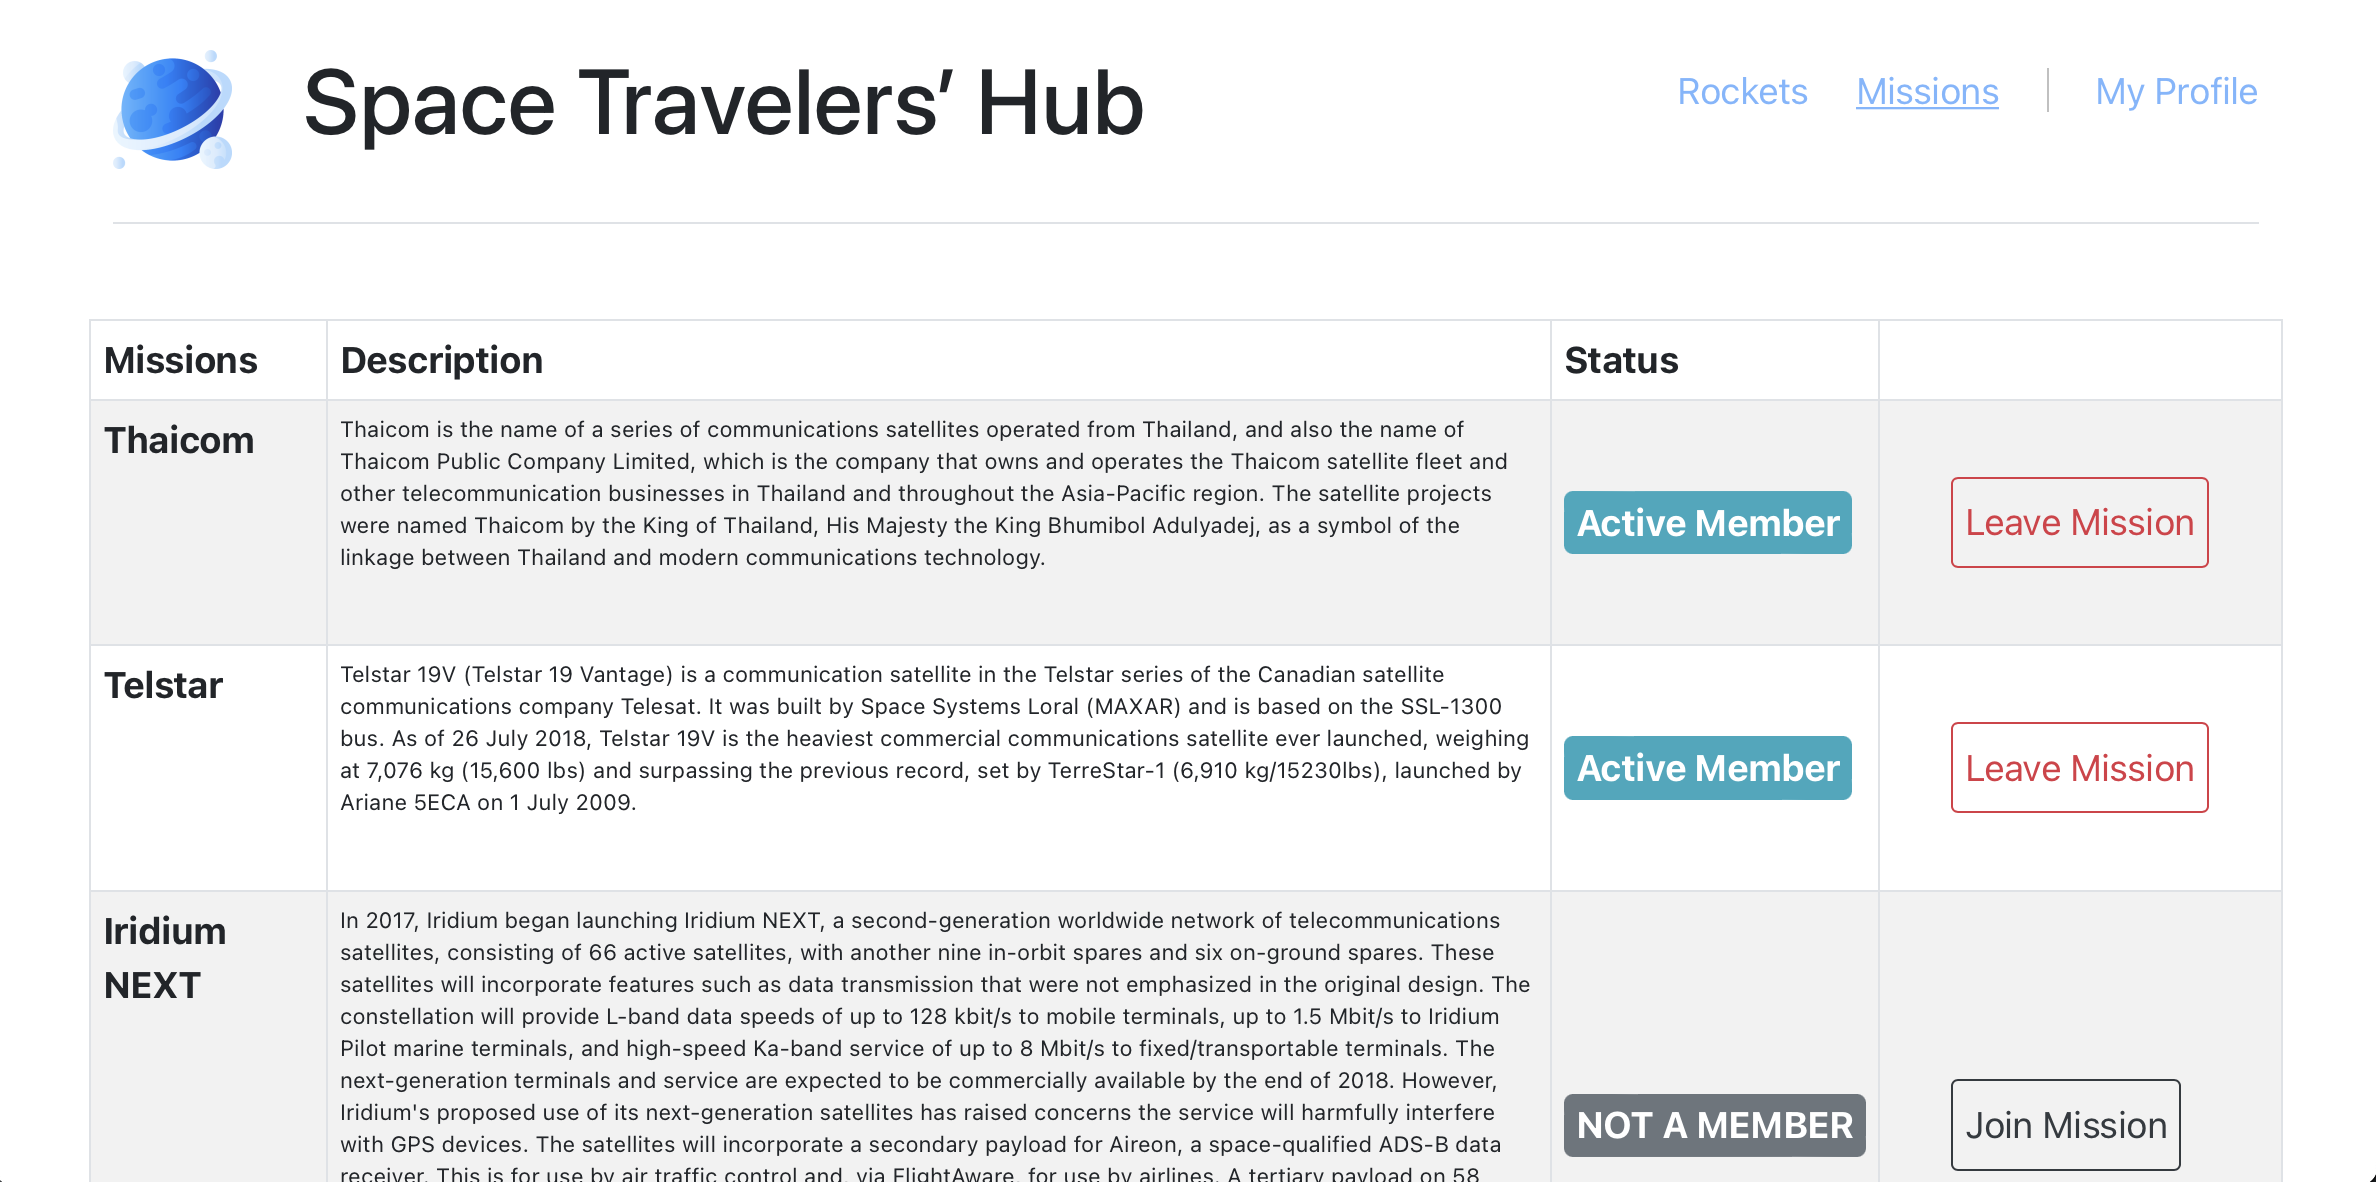 Space Travelers’ Hub
Rockets Missions My Profile
Missions Description Status
Thaicom
Thaicom is the name of a series of communications satellites operated from Thailand, and also the name of
Thaicom Public Company Limited, which is the company that owns and operates the Thaicom satellite fleet and
other telecommunication businesses in Thailand and throughout the Asia-Pacific region. The satellite projects
were named Thaicom by the King of Thailand, His Majesty the King Bhumibol Adulyadej, as a symbol of the
linkage between Thailand and modern communications technology.
Active Member
Leave Mission
Telstar
Telstar 19V (Telstar 19 Vantage) is a communication satellite in the Telstar series of the Canadian satellite
communications company Telesat. It was built by Space Systems Loral (MAXAR) and is based on the SSL-1300
bus. As of 26 July 2018, Telstar 19V is the heaviest commercial communications satellite ever launched, weighing
at 7,076 kg (15,600 lbs) and surpassing the previous record, set by TerreStar-1 (6,910 kg/15230lbs), launched by
Ariane 5ECA on 1 July 2009.
Active Member
Leave Mission
Iridium
NEXT
In 2017, Iridium began launching Iridium NEXT, a second-generation worldwide network of telecommunications
satellites, consisting of 66 active satellites, with another nine in-orbit spares and six on-ground spares. These
satellites will incorporate features such as data transmission that were not emphasized in the original design. The
constellation will provide L-band data speeds of up to 128 kbit/s to mobile terminals, up to 1.5 Mbit/s to Iridium
Pilot marine terminals, and high-speed Ka-band service of up to 8 Mbit/s to fixed/transportable terminals. The
next-generation terminals and service are expected to be commercially available by the end of 2018. However,
Iridium's proposed use of its next-generation satellites has raised concerns the service will harmfully interfere
with GPS devices. The satellites will incorporate a secondary payload for Aireon, a space-qualified ADS-B data
receiver. This is for use by air traffic control and, via FlightAware, for use by airlines. A tertiary payload on 58
NOT A MEMBER
Join Mission